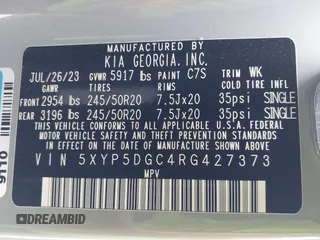 MANUFACTURED BY
KIA GEORGIA, INC.
JUL/26/23 GVWR 5917 lbs PAINT C7S TRIM WK
GAWR TIRES RIMS COLD TIRE INFL
FRONT 2954 lbs 245/50R20 7.5Jx20 35psi SINGLE
REAR 3196 lbs 245/50R20 7.5Jx20 35psi SINGLE
THIS VEHICLE CONFORMS TO ALL APPLICABLE U.S.A. FEDERAL MOTOR
VEHICLE SAFETY AND THEFT PREVENTION STANDARDS IN EFFECT ON THE
DATE OF MANUFACTURE SHOWN ABOVE
VIN 5XYP5DGC4RG427373
MPV
9110
DREAMBID